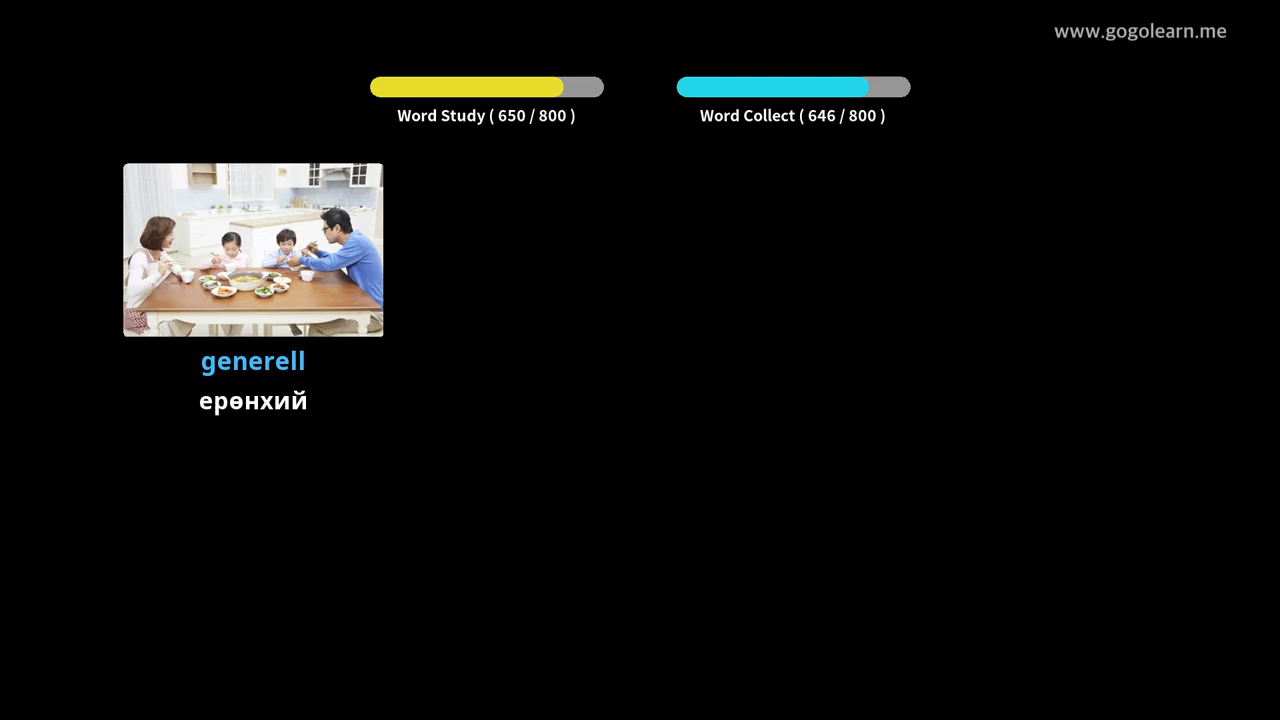 www.gogolearn.me
Word Study ( 650 / 800 )
Word Collect ( 646 / 800 )
generell
ерөнхий